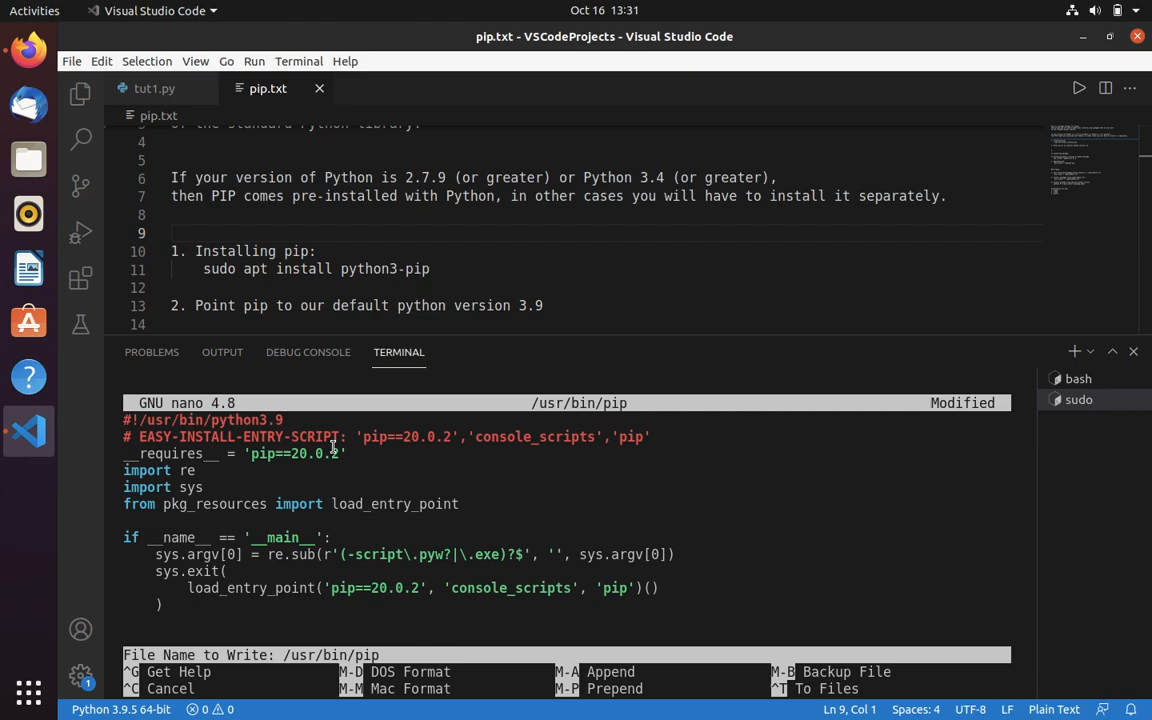 Activities
Visual Studio Code
Oct 16 13:31
pip.txt - VSCodeProjects - Visual Studio Code
File Edit Selection View Go Run Terminal Help
tut1.py
pip.txt
pip.txt
3 of the standard Python library.
4
5
6 If your version of Python is 2.7.9 (or greater) or Python 3.4 (or greater),
7 then PIP comes pre-installed with Python, in other cases you will have to install it separately.
8
9
10 1. Installing pip:
11 sudo apt install python3-pip
12
13 2. Point pip to our default python version 3.9
14
PROBLEMS OUTPUT DEBUG CONSOLE TERMINAL
bash
sudo
GNU nano 4.8 /usr/bin/pip Modified
#!/usr/bin/python3.9
# EASY-INSTALL-ENTRY-SCRIPT: 'pip==20.0.2','console_scripts','pip'
__requires__ = 'pip==20.0.2'
import re
import sys
from pkg_resources import load_entry_point
if __name__ == '__main__':
sys.argv[0] = re.sub(r'(-script\.pyw?|\.exe)?$', '', sys.argv[0])
sys.exit(
load_entry_point('pip==20.0.2', 'console_scripts', 'pip')()
)
File Name to Write: /usr/bin/pip
^G Get Help M-D DOS Format M-A Append M-B Backup File
^C Cancel M-M Mac Format M-P Prepend ^T To Files
1
Python 3.9.5 64-bit 0 0 Ln 9, Col 1 Spaces: 4 UTF-8 LF Plain Text